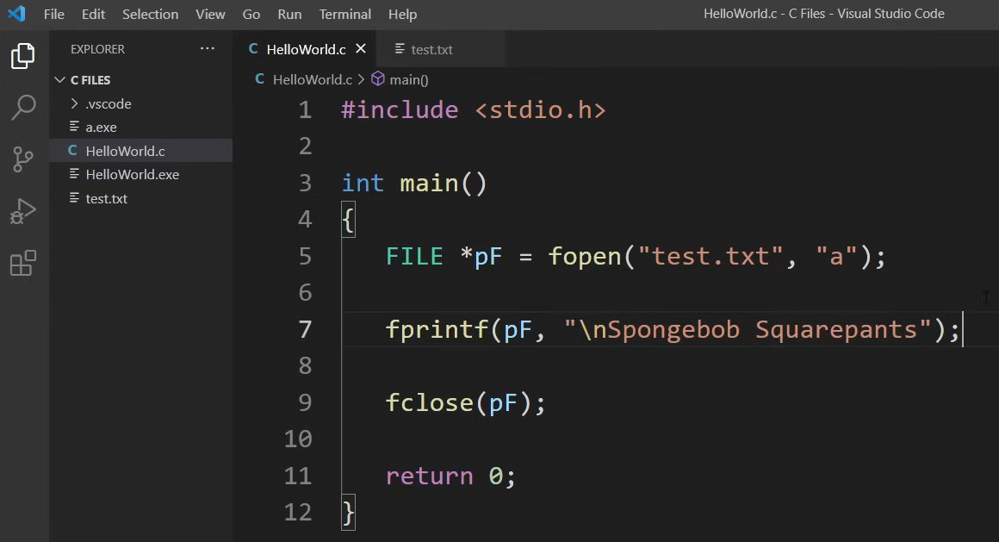 File Edit Selection View Go Run Terminal Help HelloWorld.c - C Files - Visual Studio Code
EXPLORER ···
C FILES
.vscode
a.exe
C HelloWorld.c
HelloWorld.exe
test.txt
C HelloWorld.c × test.txt
C HelloWorld.c > main()
1 #include <stdio.h>
2
3 int main()
4 {
5 FILE *pF = fopen("test.txt", "a");
6
7 fprintf(pF, "\nSpongebob Squarepants");
8
9 fclose(pF);
10
11 return 0;
12 }